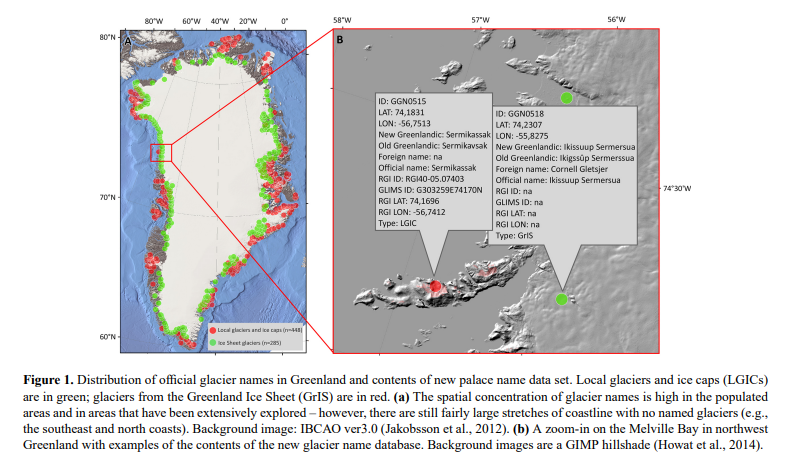 80°W 60°W 40°W 20°W 0°
58°W 57°W 56°W
80°N
A
B
ID: GGN0515
LAT: 74,1831
LON: -56,7513
New Greenlandic: Sermikassak
Old Greenlandic: Sermikavsak
Foreign name: na
Official name: Sermikassak
RGI ID: RGI40-05.07403
GLIMS ID: G303259E74170N
RGI LAT: 74,1696
RGI LON: -56,7412
Type: LGIC
ID: GGN0518
LAT: 74,2307
LON: -55,8275
New Greenlandic: Ikissuup Sermersua
Old Greenlandic: Ikigssûp Sermerssua
Foreign name: Cornell Gletsjer
Official name: Ikissuup Sermersua
RGI ID: na
GLIMS ID: na
RGI LAT: na
RGI LON: na
Type: GrIS
74°30'W
70°N
60°N
Local glaciers and ice caps (n=448)
Ice Sheet glaciers (n=285)
Figure 1. Distribution of official glacier names in Greenland and contents of new palace name data set. Local glaciers and ice caps (LGICs)
are in green; glaciers from the Greenland Ice Sheet (GrIS) are in red. (a) The spatial concentration of glacier names is high in the populated
areas and in areas that have been extensively explored – however, there are still fairly large stretches of coastline with no named glaciers (e.g.,
the southeast and north coasts). Background image: IBCAO ver3.0 (Jakobsson et al., 2012). (b) A zoom-in on the Melville Bay in northwest
Greenland with examples of the contents of the new glacier name database. Background images are a GIMP hillshade (Howat et al., 2014).